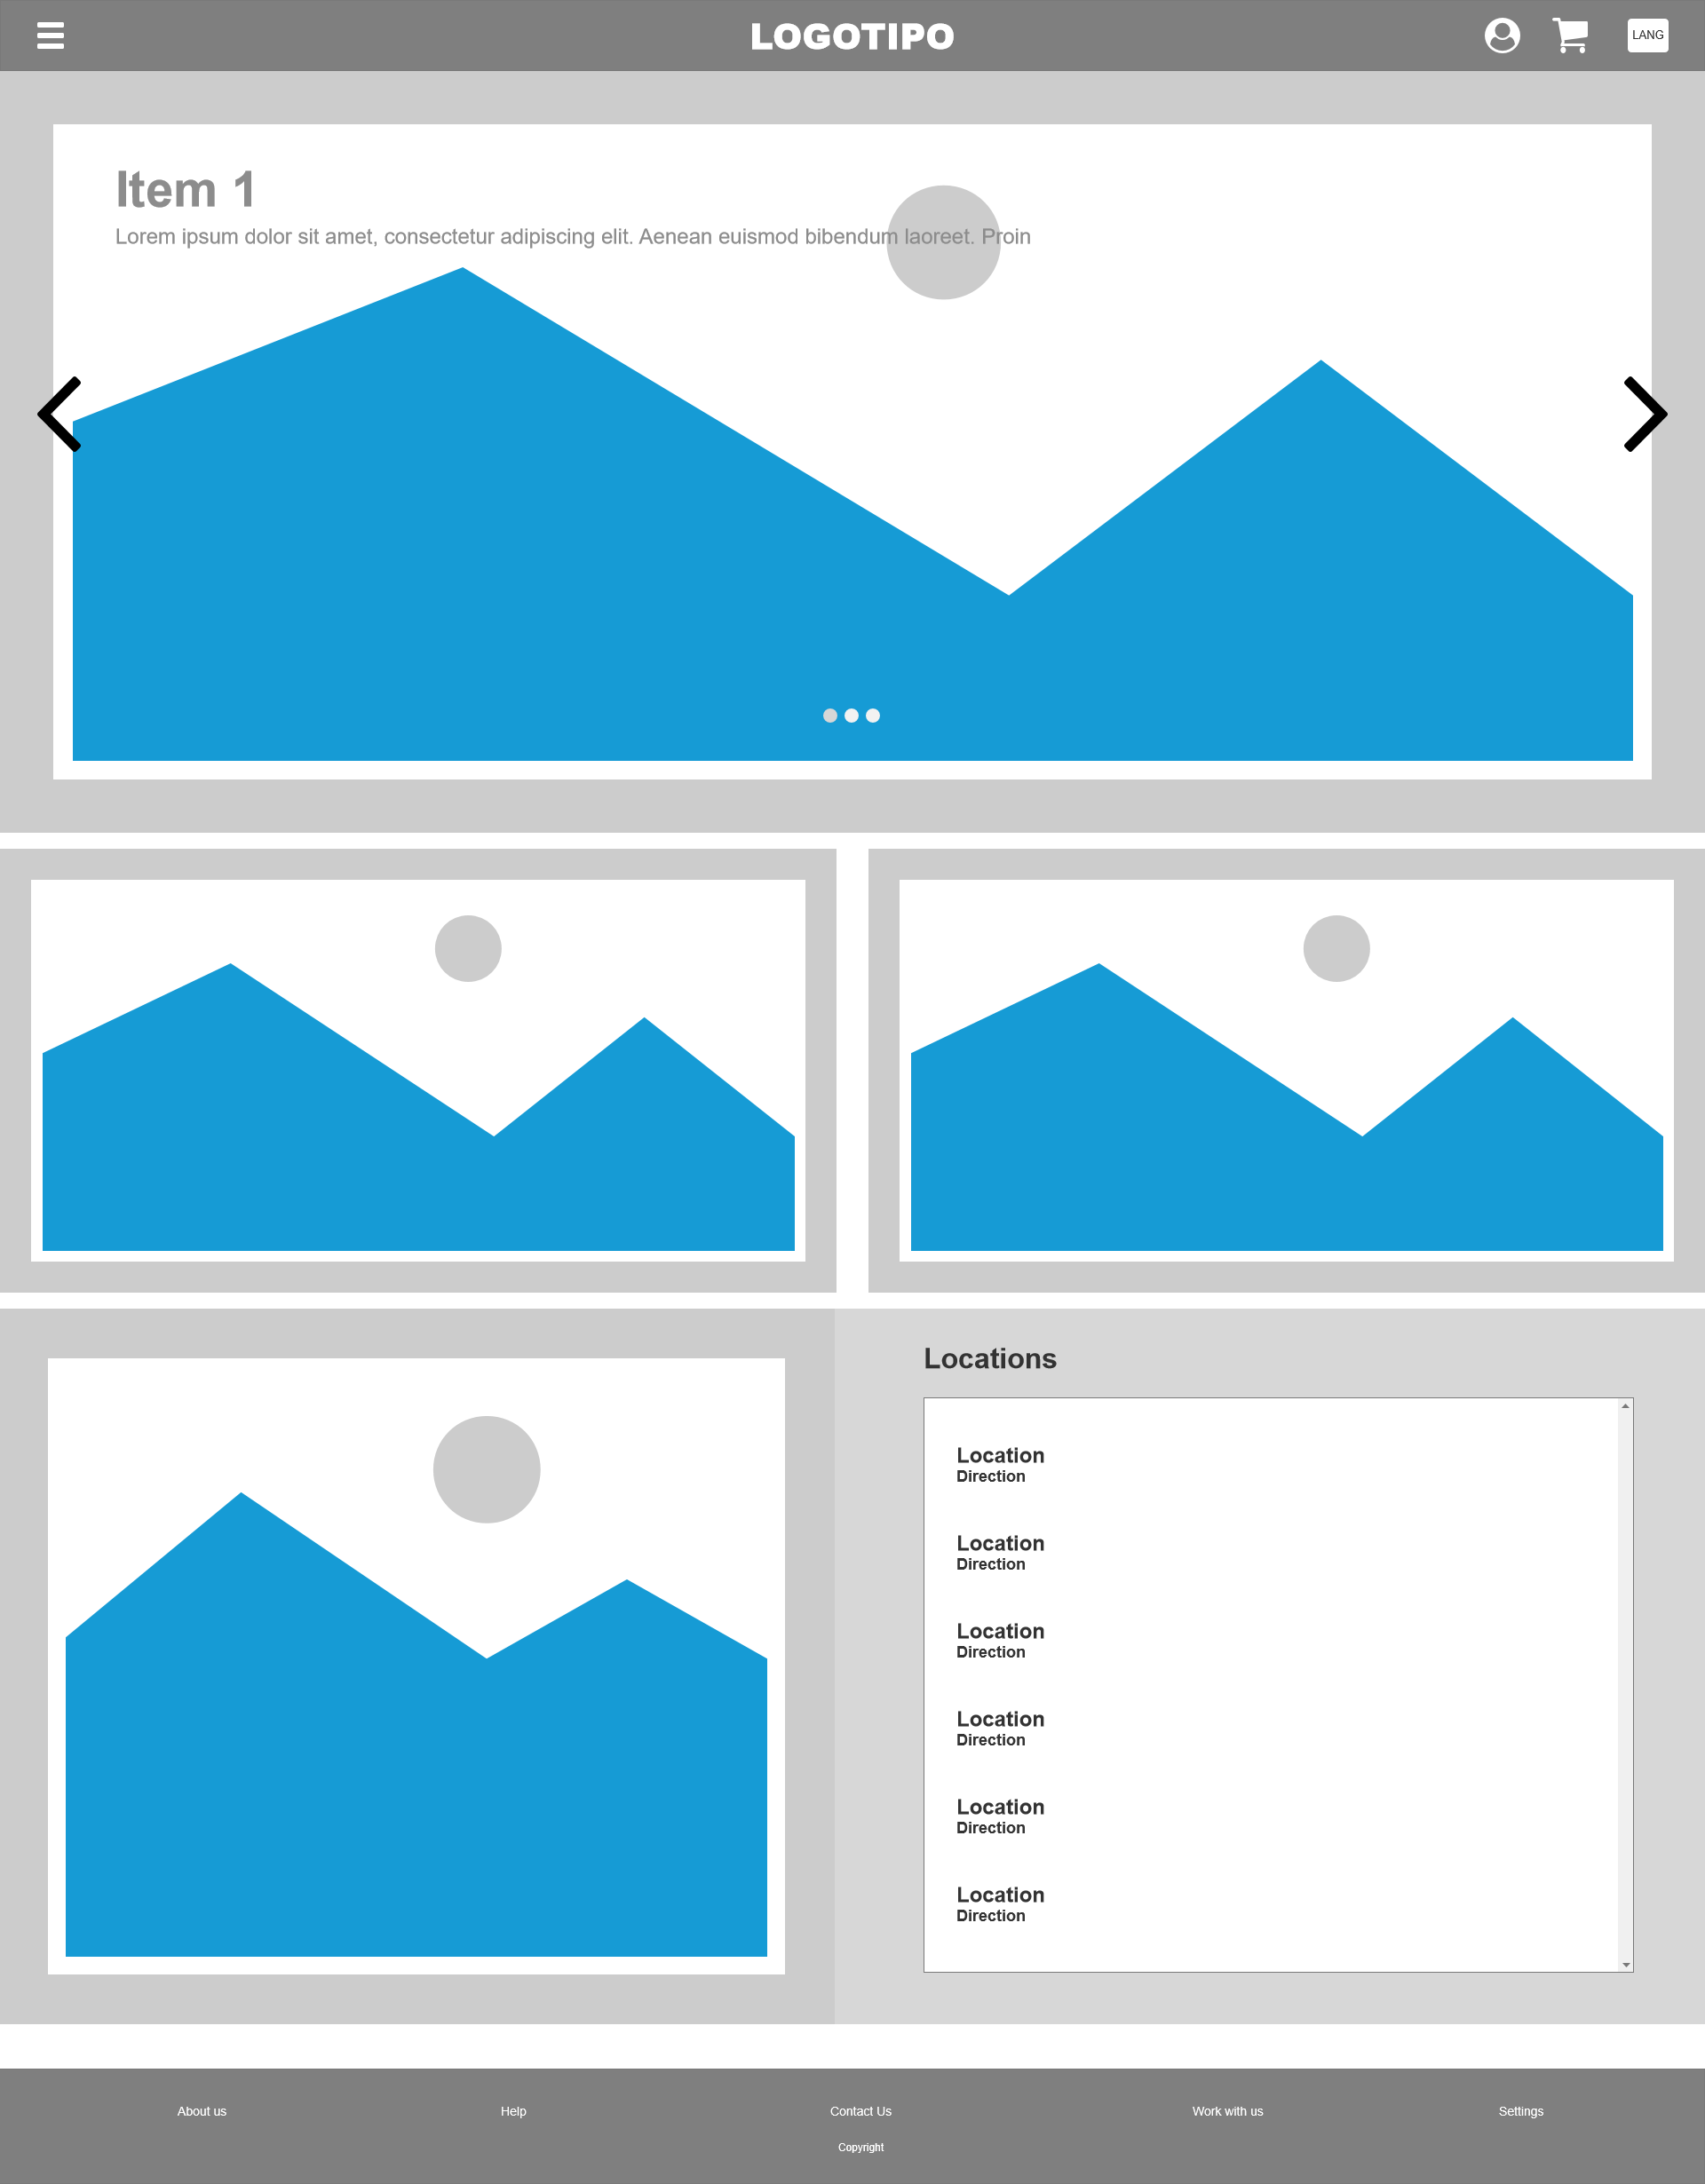 LOGOTIPO
LANG
Item 1
Lorem ipsum dolor sit amet, consectetur adipiscing elit. Aenean euismod bibendum laoreet. Proin
Locations
Location
Direction
Location
Direction
Location
Direction
Location
Direction
Location
Direction
Location
Direction
About us
Help
Contact Us
Work with us
Settings
Copyright